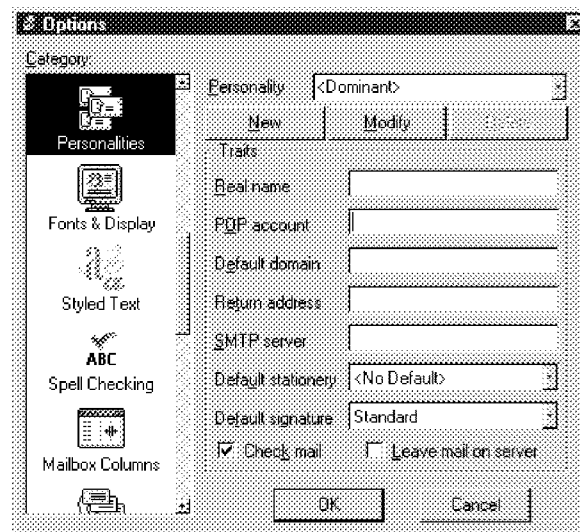 Options
Category:
Personalities
Fonts & Display
Styled Text
ABC
Spell Checking
Mailbox Columns
Personality <Dominant>
New Modify
Traits
Real name
POP account
Default domain
Return address
SMTP server
Default stationery <No Default>
Default signature Standard
Check mail Leave mail on server
OK Cancel